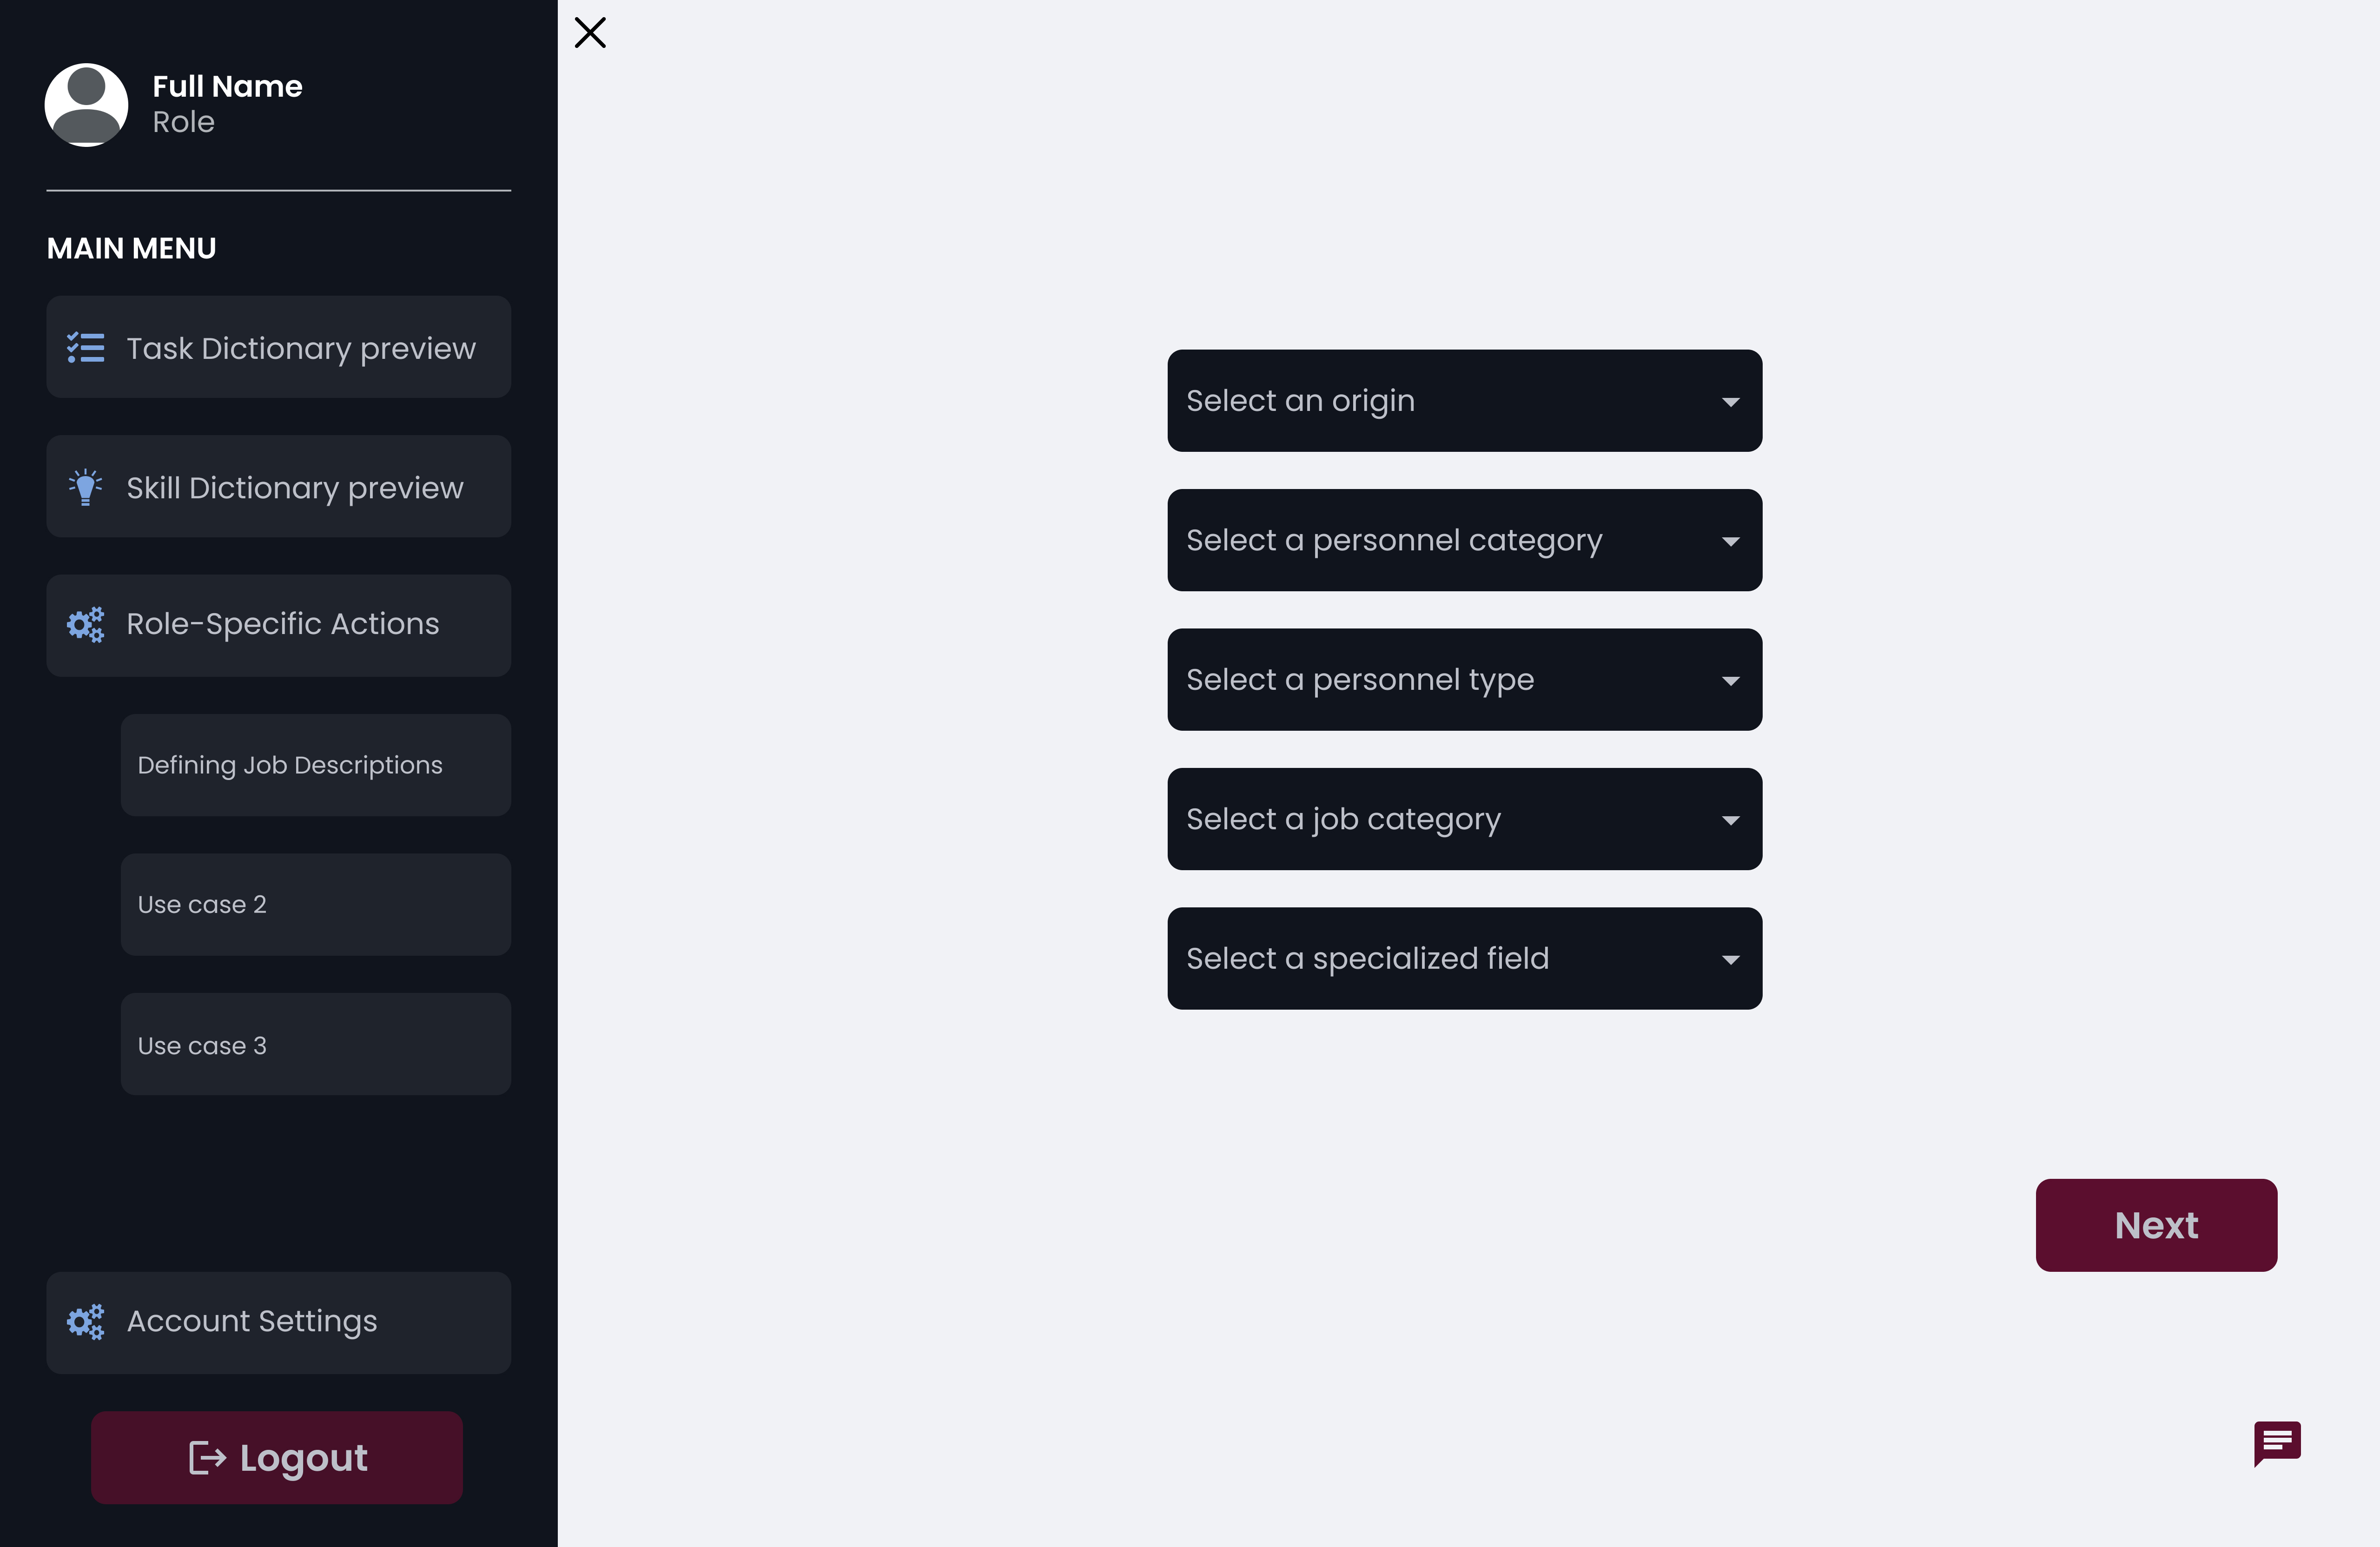 Full Name
Role
MAIN MENU
Task Dictionary preview
Skill Dictionary preview
Role-Specific Actions
Defining Job Descriptions
Use case 2
Use case 3
Account Settings
Logout
Select an origin
Select a personnel category
Select a personnel type
Select a job category
Select a specialized field
Next